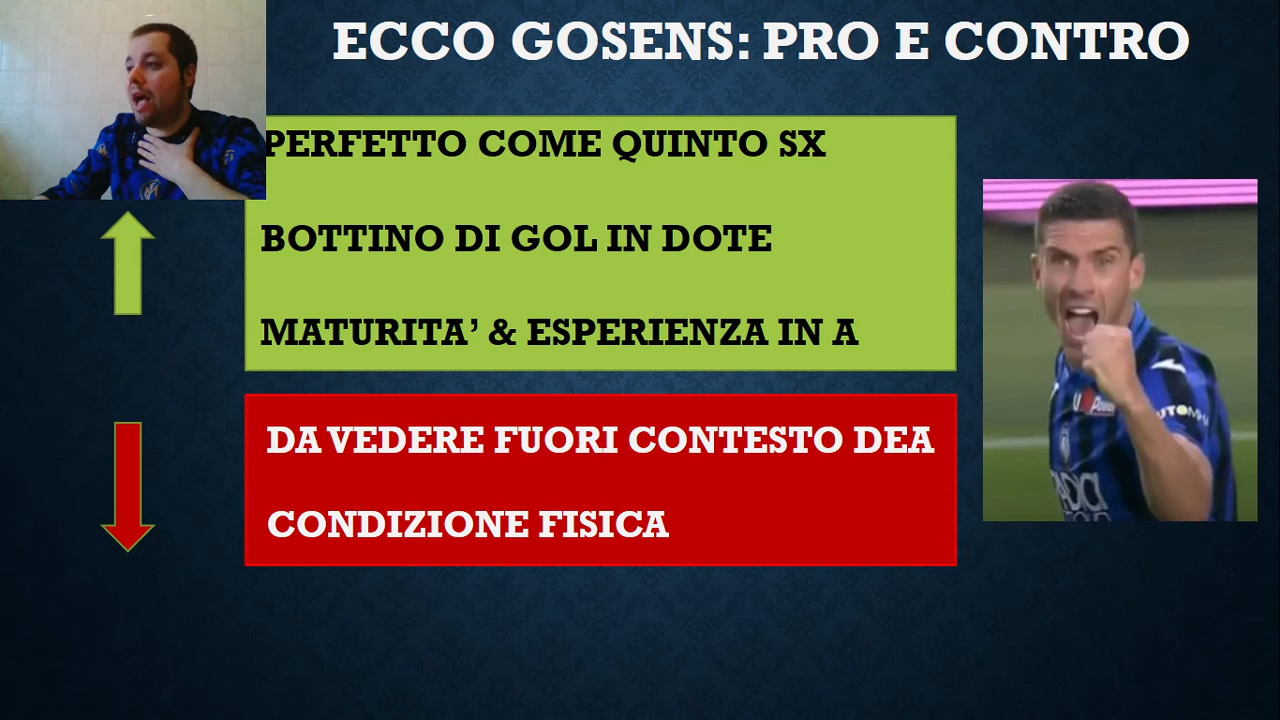 ECCO GOSENS: PRO E CONTRO
PERFETTO COME QUINTO SX
BOTTINO DI GOL IN DOTE
MATURITA' & ESPERIENZA IN A
DA VEDERE FUORI CONTESTO DEA
CONDIZIONE FISICA